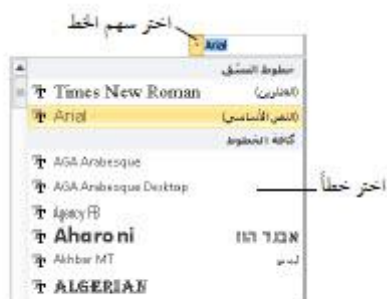 اختر سهم الخط
Arial
خطوط النسق
Times New Roman (العناوين)
Arial (النص الأساسي)
كافة الخطوط
AGA Arabesque
AGA Arabesque Desktop
اختر خطاً
Agency FB
Aharoni אבגד הוז
Akhbar MT
ALGERIAN